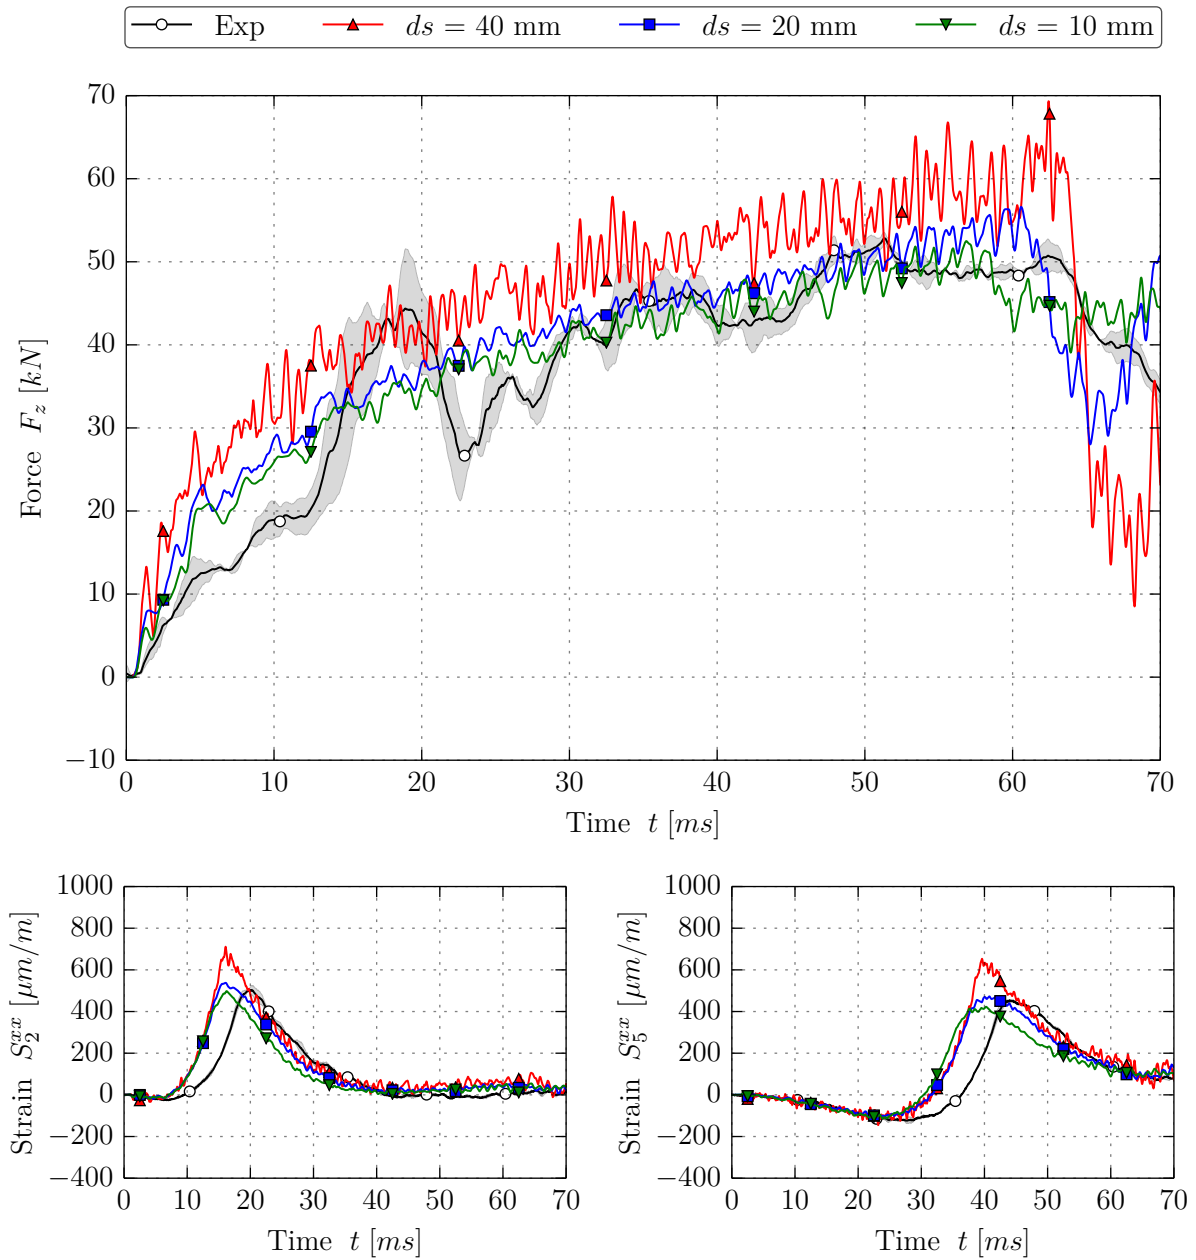 Exp ds = 40 mm ds = 20 mm ds = 10 mm
70
60
50
40
30
20
10
0
−10
Force F_z [kN]
0 10 20 30 40 50 60 70
Time t [ms]
1000
800
600
400
200
0
−200
−400
Strain S_2^{xx} [μm/m]
0 10 20 30 40 50 60 70
Time t [ms]
1000
800
600
400
200
0
−200
−400
Strain S_5^{xx} [μm/m]
0 10 20 30 40 50 60 70
Time t [ms]